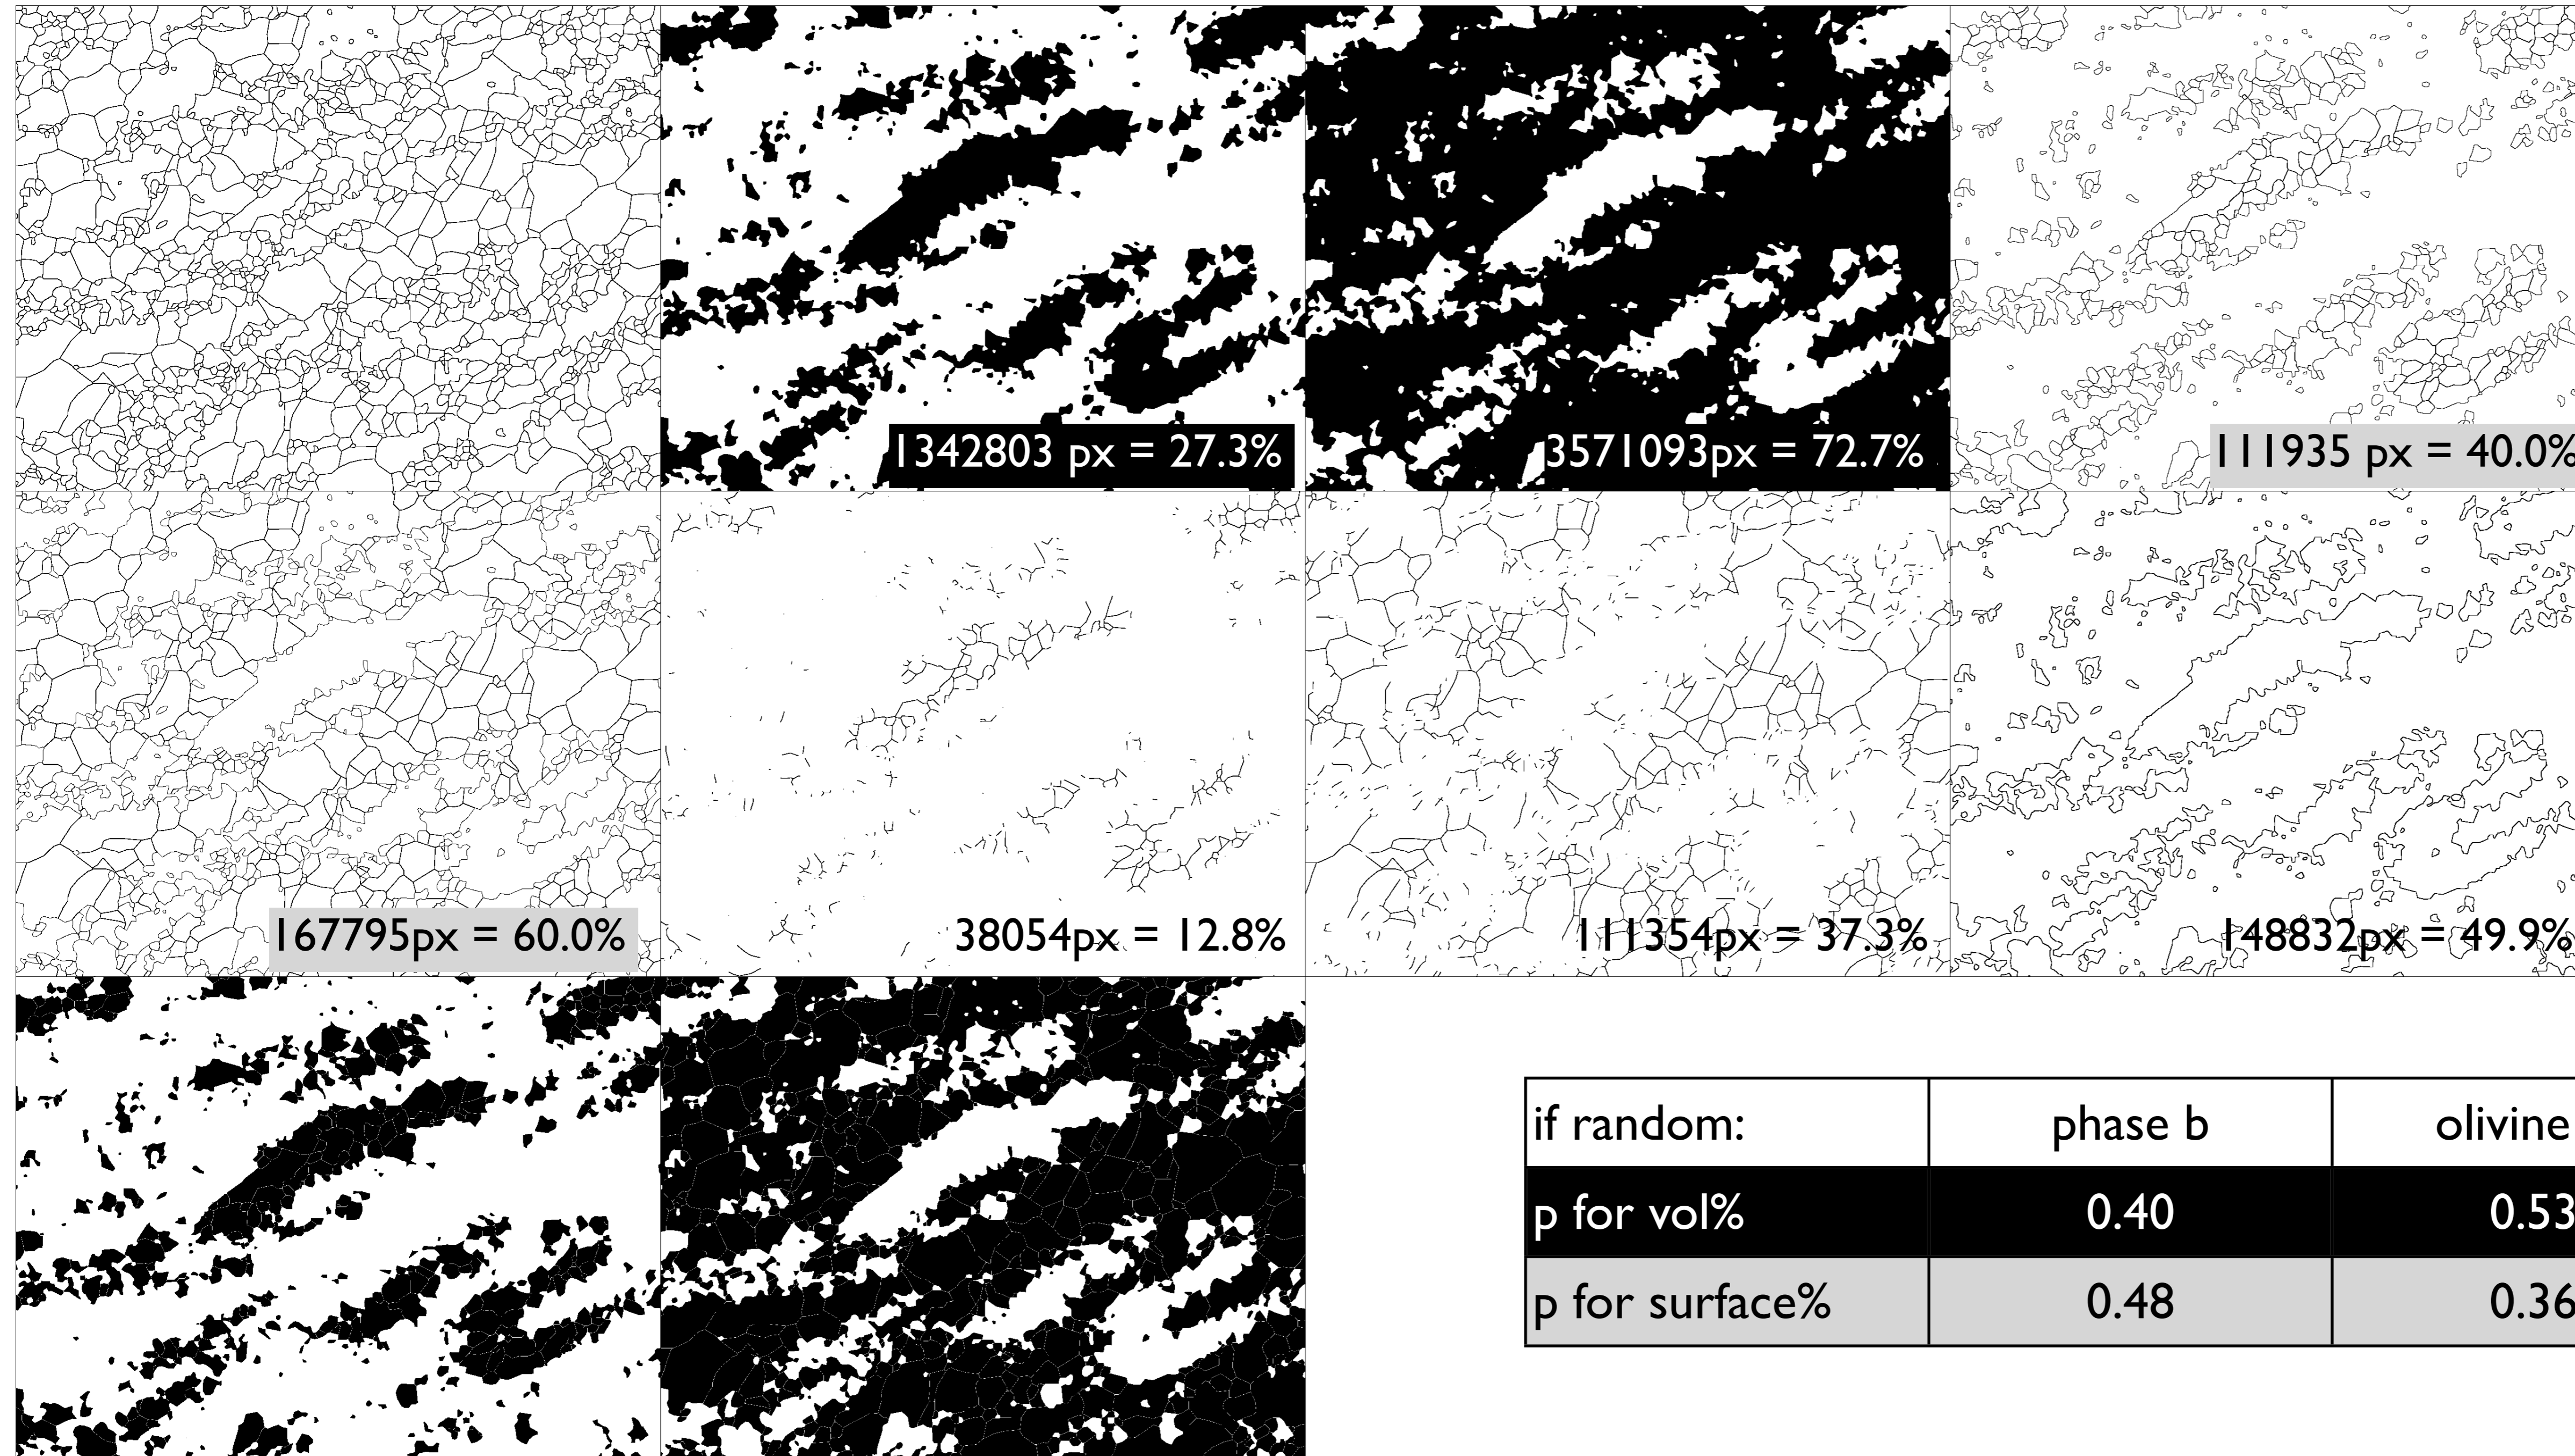 1342803 px = 27.3%
3571093px = 72.7%
111935 px = 40.0%
167795px = 60.0%
38054px = 12.8%
111354px = 37.3%
148832px = 49.9%
if random: phase b olivine
p for vol% 0.40 0.53
p for surface% 0.48 0.36